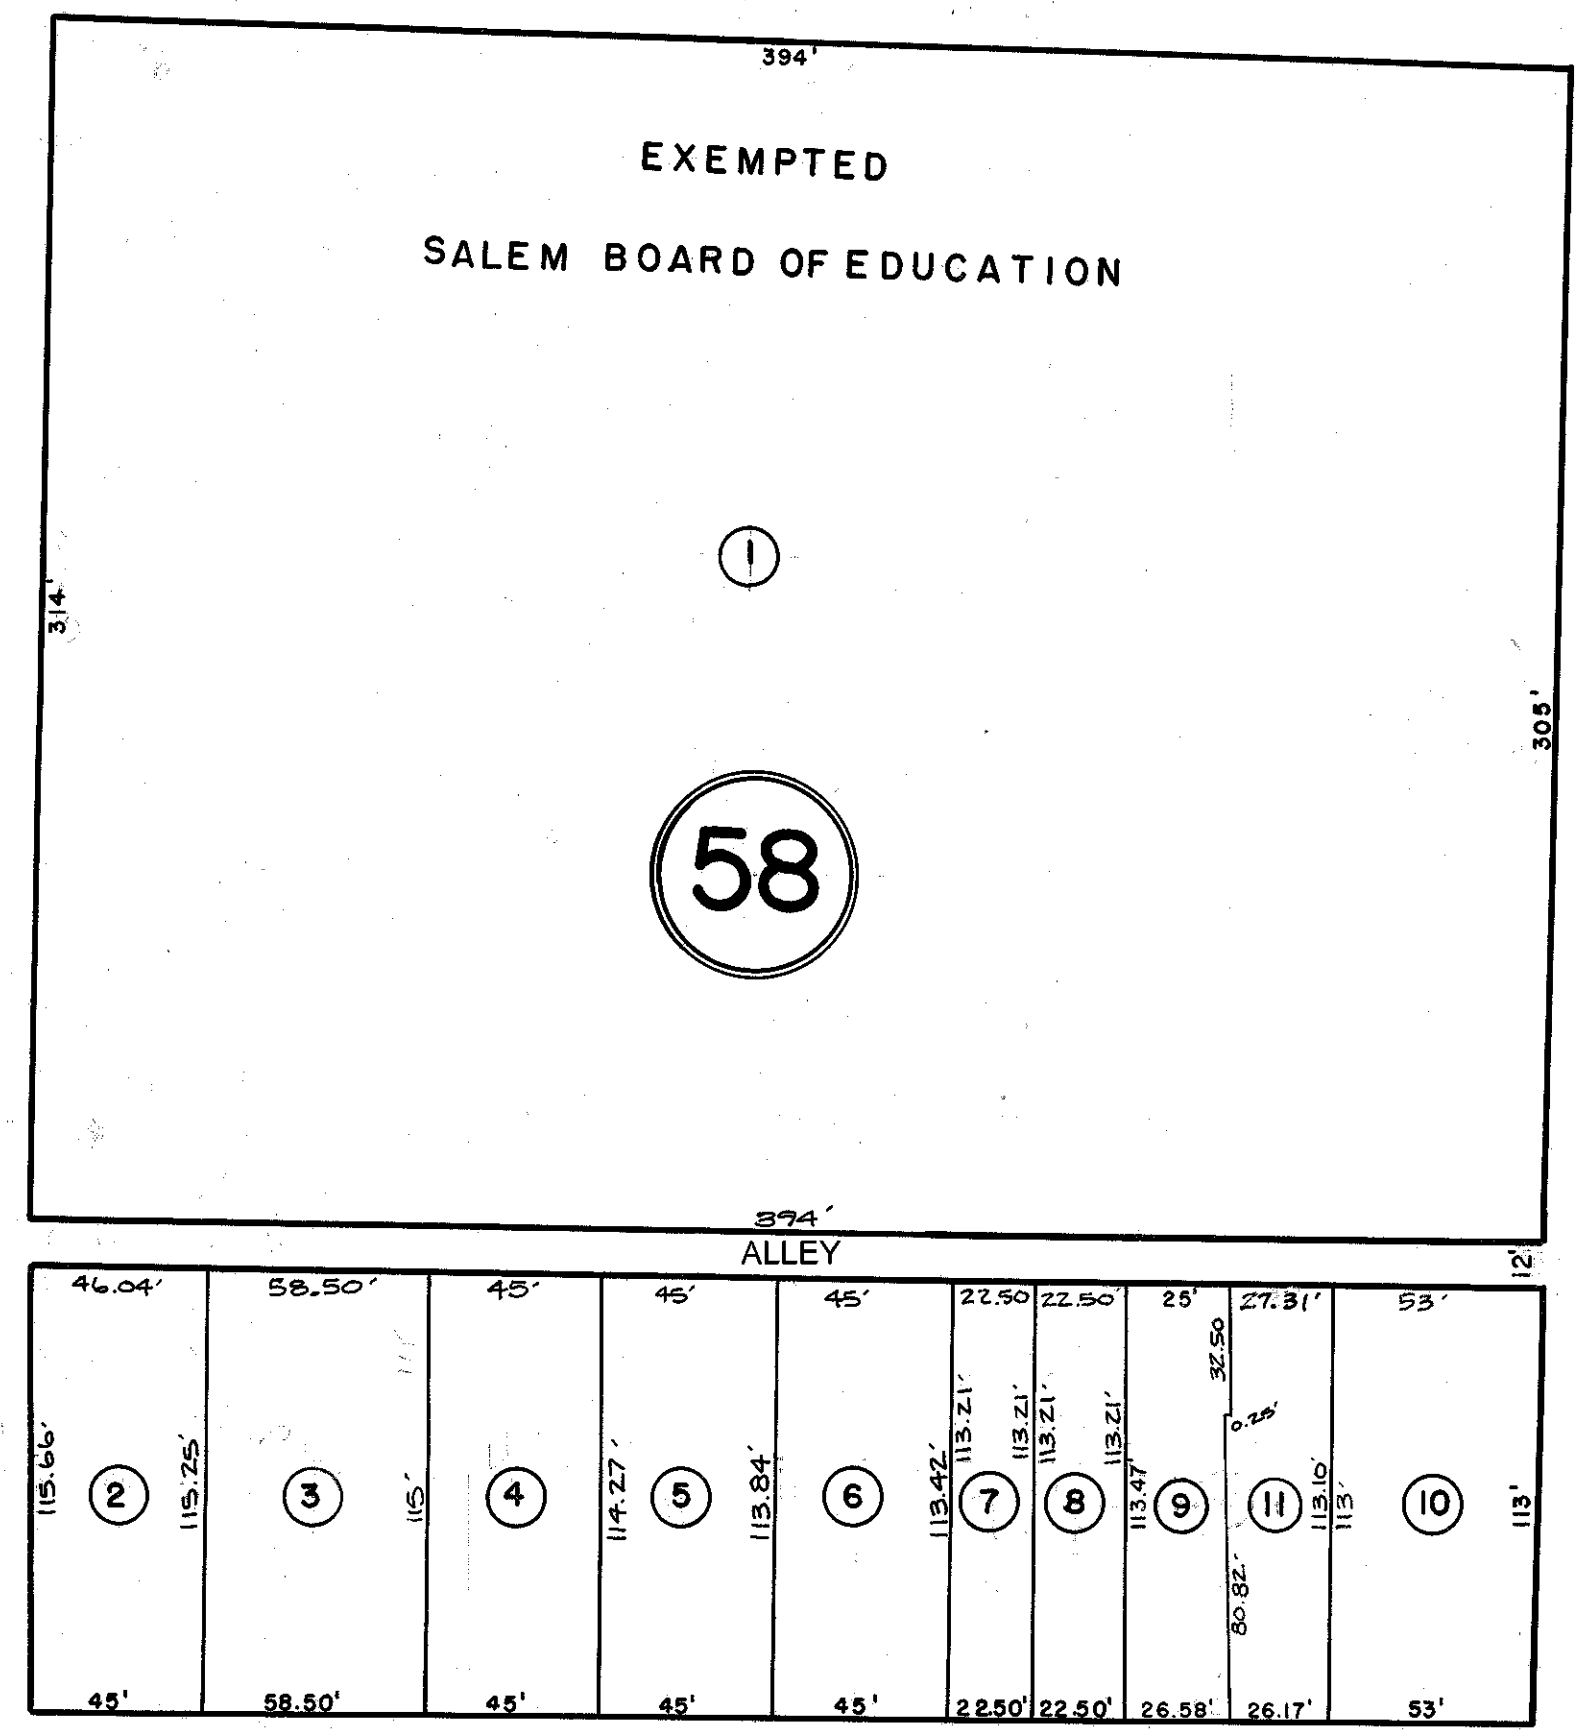 394'
EXEMPTED
SALEM BOARD OF EDUCATION
1
314'
305'
58
394'
ALLEY
12'
46.04' 58.50' 45' 45' 45' 22.50 22.50' 25' 27.31' 53'
32.50
0.25'
115.66' 115.25' 115' 114.27' 113.84' 113.42' 113.21' 113.21' 113.21' 113.21' 113.47' 113.10' 113' 113'
2 3 4 5 6 7 8 9 11 10
80.82'
45' 58.50' 45' 45' 45' 22.50' 22.50' 26.58' 26.17' 53'